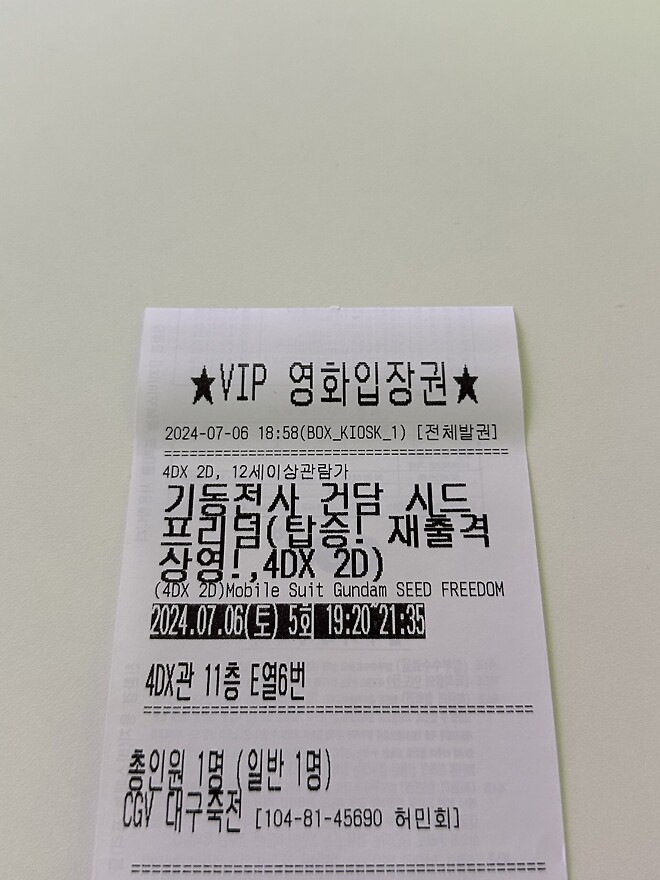 ★VIP 영화입장권★
2024-07-06 18:58(BOX_KIOSK_1) [전체발권]
4DX 2D, 12세이상관람가
기동전사 건담 시드
프리덤(탑승! 재출격
상영!,4DX 2D)
(4DX 2D)Mobile Suit Gundam SEED FREEDOM
2024.07.06(토) 5회 19:20~21:35
4DX관 11층 E열6번
총인원 1명 (일반 1명)
CGV 대구죽전 [104-81-45690 허민회]